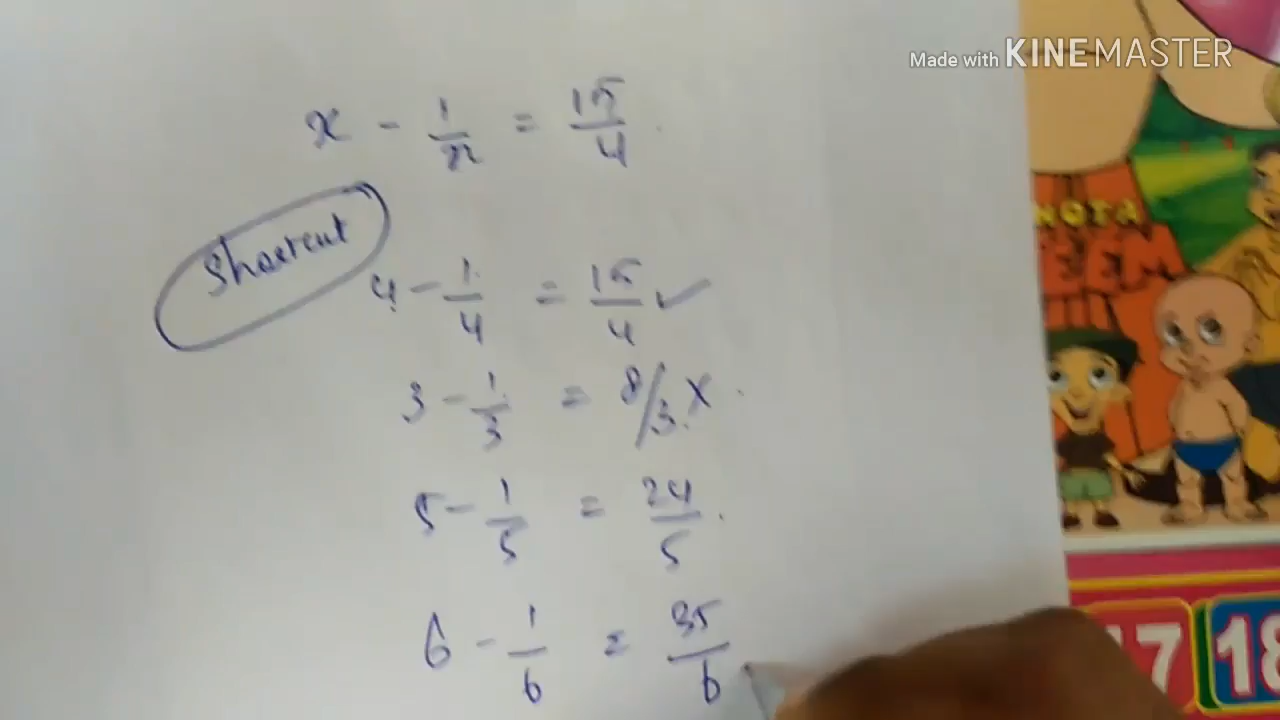 Made with KINEMASTER
x - 1/x = 15/4
Shortcut
4 - 1/4 = 15/4 ✓
3 - 1/3 = 8/3 X
5 - 1/5 = 24/5
6 - 1/6 = 35/6
17 18